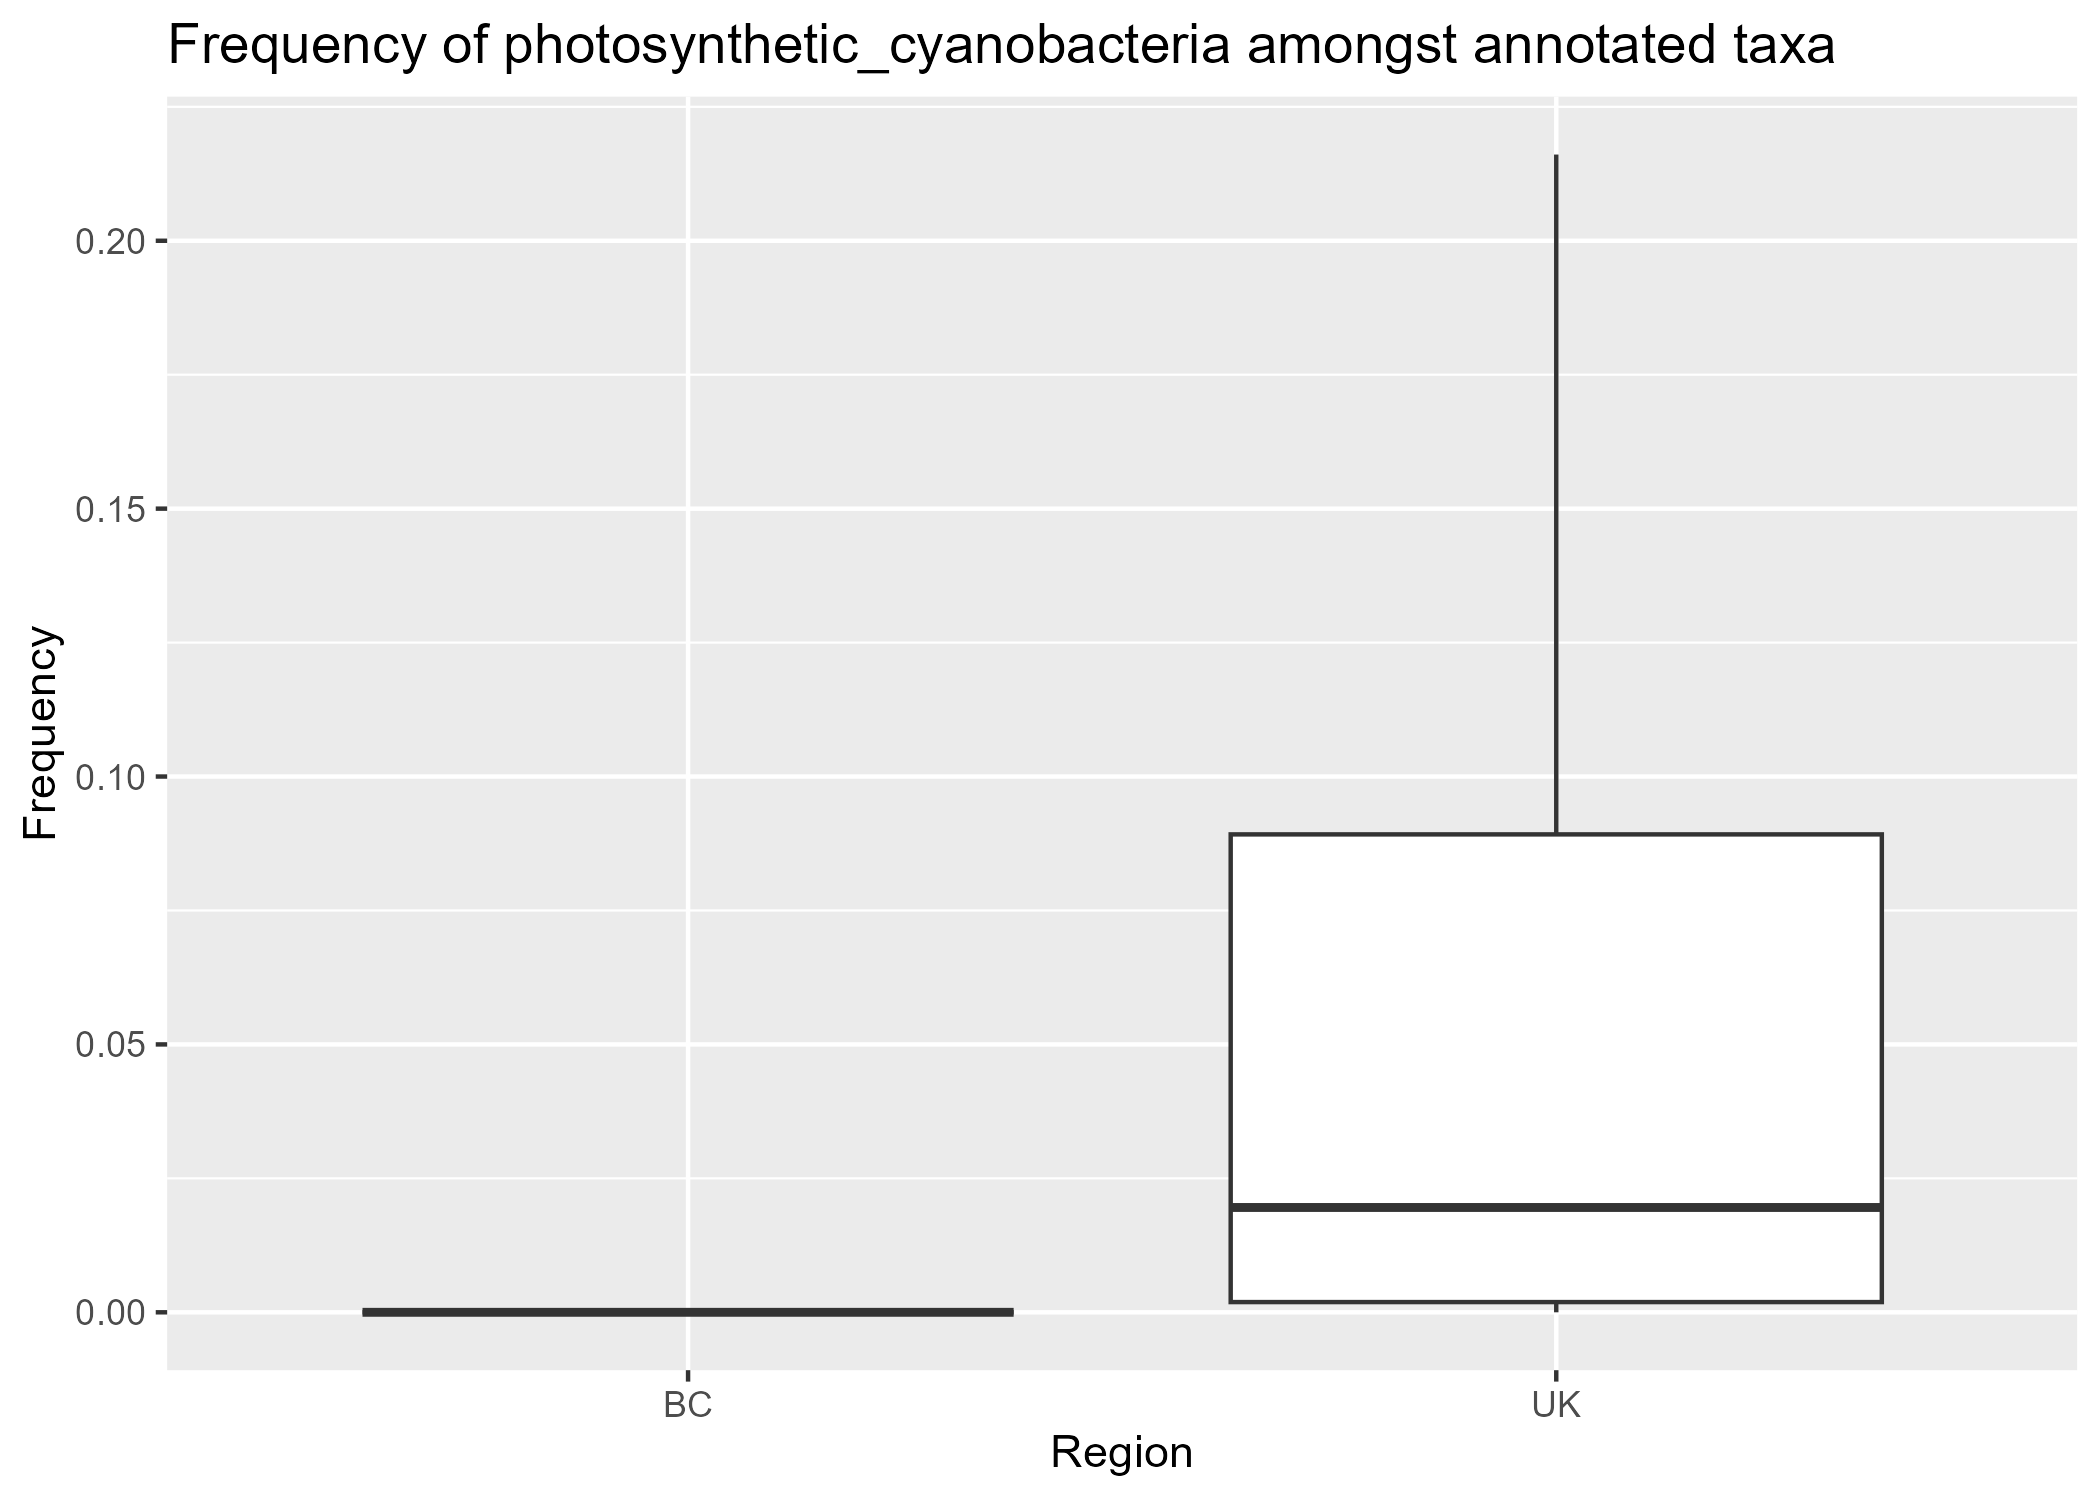 Frequency of photosynthetic_cyanobacteria amongst annotated taxa
Frequency
0.20
0.15
0.10
0.05
0.00
BC
UK
Region